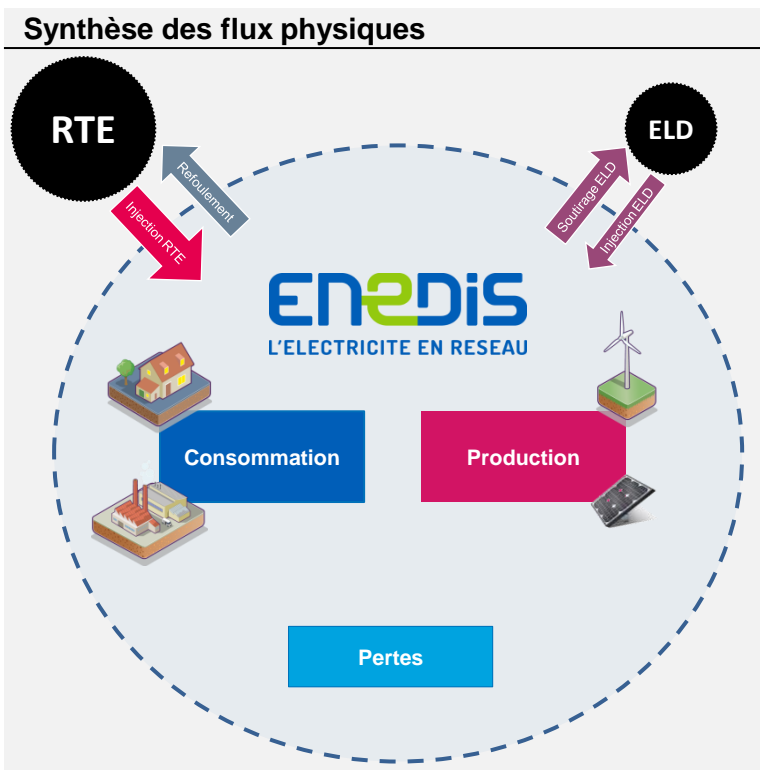 Synthèse des flux physiques
RTE
ELD
Refoulement
Injection RTE
Soutirage ELD
Injection ELD
ENEDIS
L'ELECTRICITE EN RESEAU
Consommation
Production
Pertes